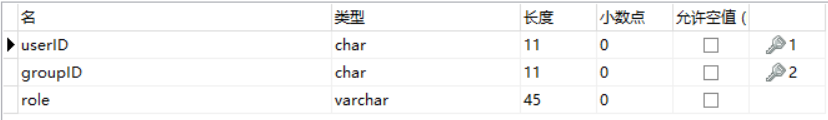 名 类型 长度 小数点 允许空值 (
userID char 11 0 1
groupID char 11 0 2
role varchar 45 0